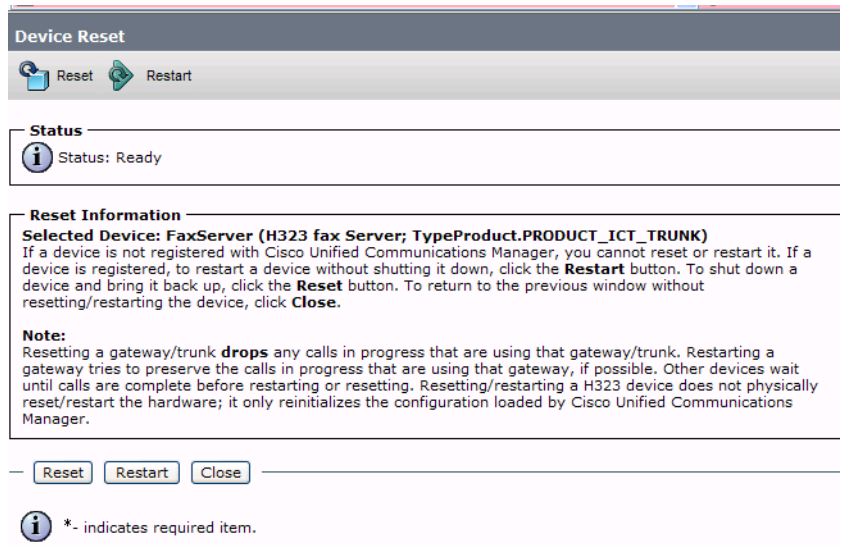 Device Reset
Reset Restart
Status
Status: Ready
Reset Information
Selected Device: FaxServer (H323 fax Server; TypeProduct.PRODUCT_ICT_TRUNK)
If a device is not registered with Cisco Unified Communications Manager, you cannot reset or restart it. If a
device is registered, to restart a device without shutting it down, click the Restart button. To shut down a
device and bring it back up, click the Reset button. To return to the previous window without
resetting/restarting the device, click Close.
Note:
Resetting a gateway/trunk drops any calls in progress that are using that gateway/trunk. Restarting a
gateway tries to preserve the calls in progress that are using that gateway, if possible. Other devices wait
until calls are complete before restarting or resetting. Resetting/restarting a H323 device does not physically
reset/restart the hardware; it only reinitializes the configuration loaded by Cisco Unified Communications
Manager.
Reset Restart Close
*- indicates required item.